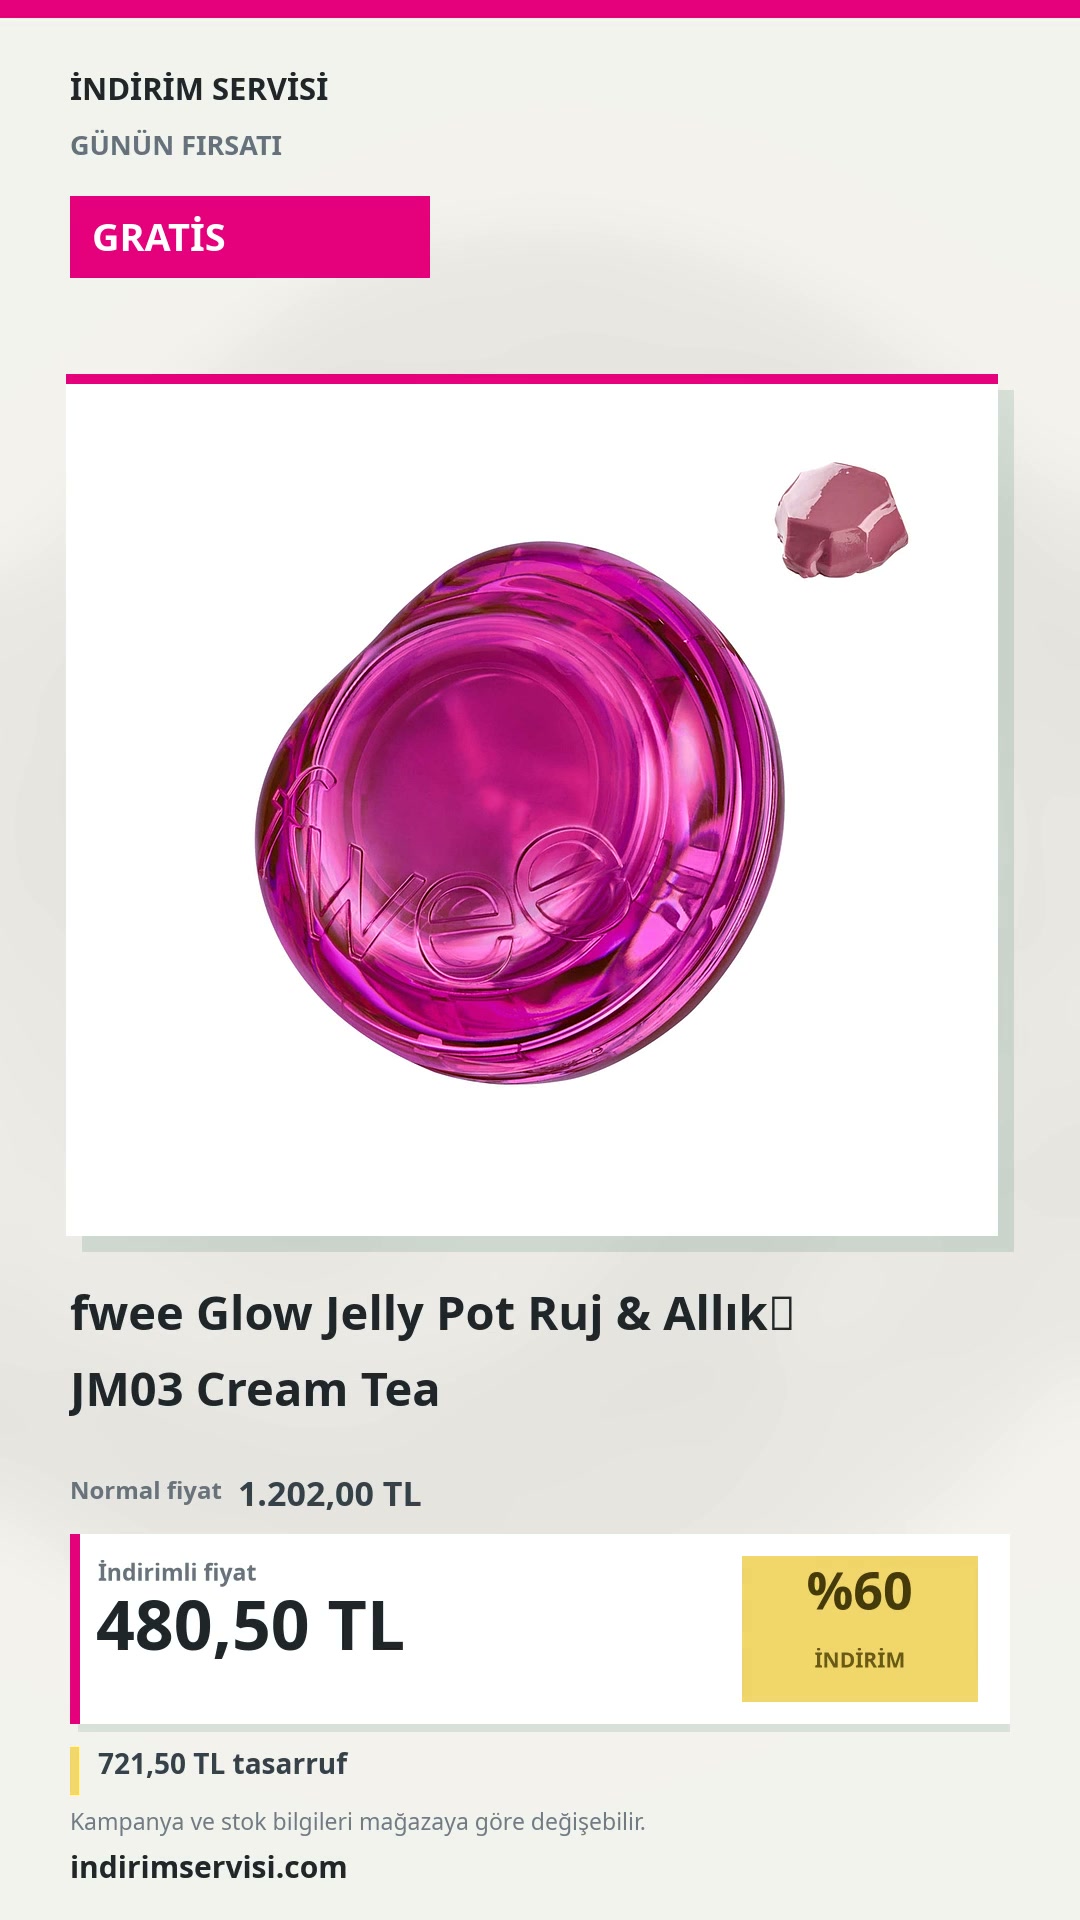 İNDİRİM SERVİSİ
GÜNÜN FIRSATI
GRATİS
fwee
fwee Glow Jelly Pot Ruj & Allık
JM03 Cream Tea
Normal fiyat 1.202,00 TL
İndirimli fiyat
480,50 TL
%60
İNDİRİM
721,50 TL tasarruf
Kampanya ve stok bilgileri mağazaya göre değişebilir.
indirimservisi.com